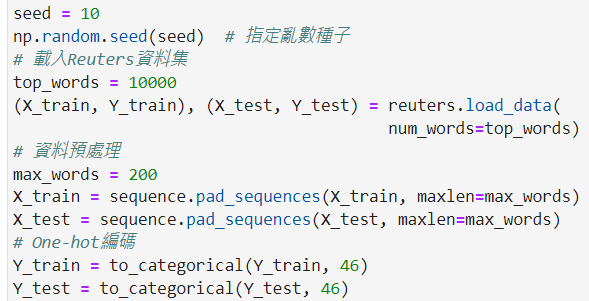 seed = 10
np.random.seed(seed)  # 指定亂數種子
# 載入Reuters資料集
top_words = 10000
(X_train, Y_train), (X_test, Y_test) = reuters.load_data(
                                        num_words=top_words)
# 資料預處理
max_words = 200
X_train = sequence.pad_sequences(X_train, maxlen=max_words)
X_test = sequence.pad_sequences(X_test, maxlen=max_words)
# One-hot編碼
Y_train = to_categorical(Y_train, 46)
Y_test = to_categorical(Y_test, 46)